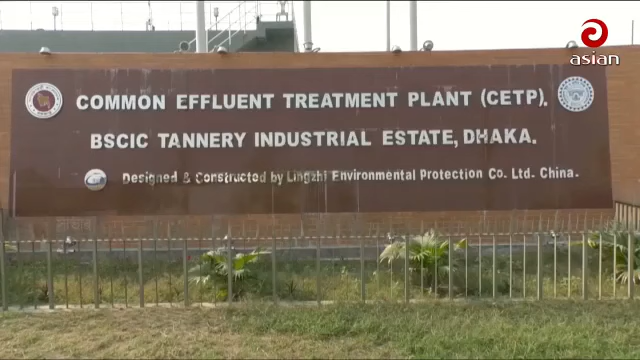 asian
COMMON EFFLUENT TREATMENT PLANT (CETP).
BSCIC TANNERY INDUSTRIAL ESTATE, DHAKA.
Designed & Constructed by Lingzhi Environmental Protection Co. Ltd. China.